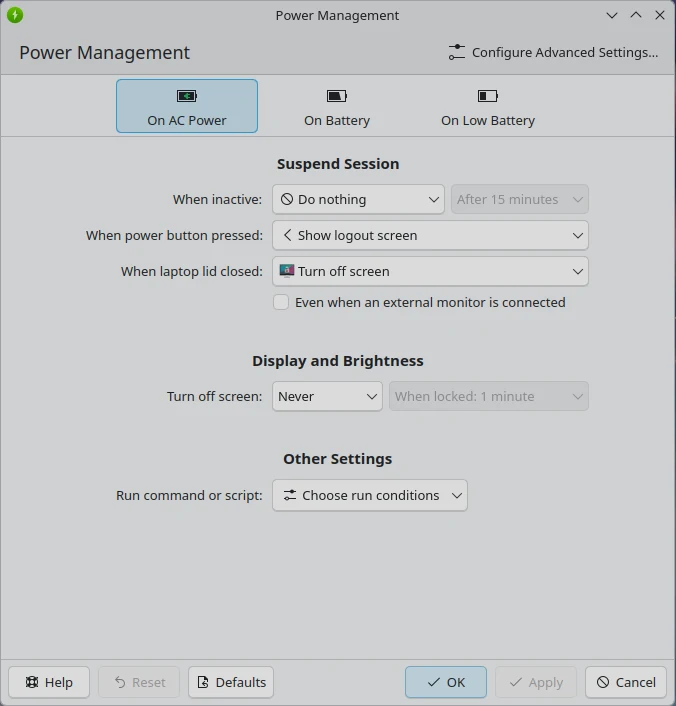 Power Management
Power Management
Configure Advanced Settings...
On AC Power
On Battery
On Low Battery
Suspend Session
When inactive: Do nothing After 15 minutes
When power button pressed: Show logout screen
When laptop lid closed: Turn off screen
Even when an external monitor is connected
Display and Brightness
Turn off screen: Never When locked: 1 minute
Other Settings
Run command or script: Choose run conditions
Help Reset Defaults OK Apply Cancel